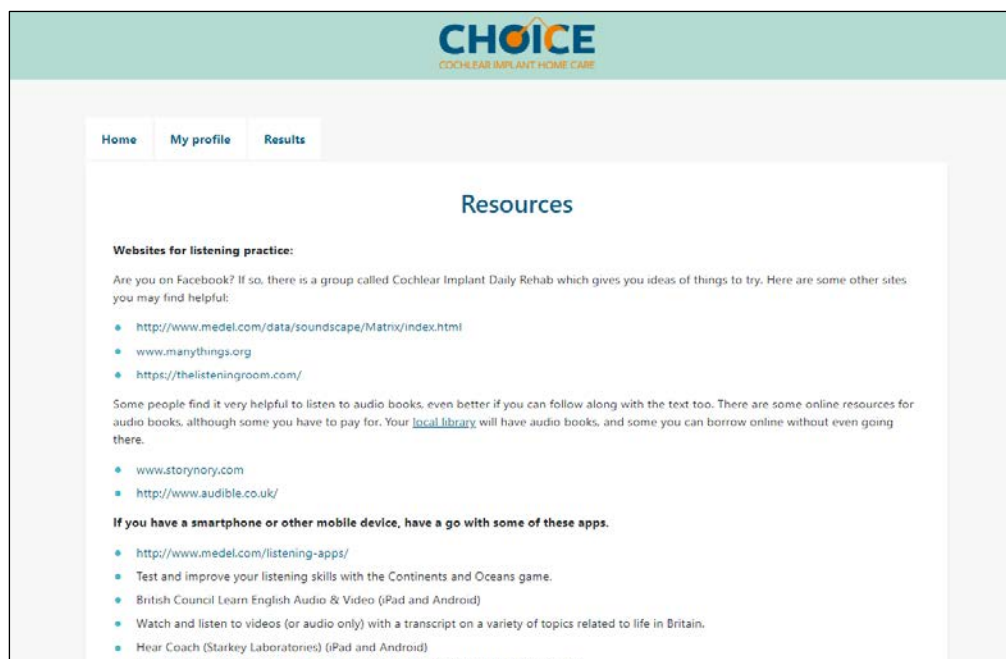 CHOICE
COCHLEAR IMPLANT HOME CARE
Home My profile Results
Resources
Websites for listening practice:
Are you on Facebook? If so, there is a group called Cochlear Implant Daily Rehab which gives you ideas of things to try. Here are some other sites
you may find helpful:
http://www.medel.com/data/soundscape/Matrix/index.html
www.manythings.org
https://thelisteningroom.com/
Some people find it very helpful to listen to audio books, even better if you can follow along with the text too. There are some online resources for
audio books, although some you have to pay for. Your local library will have audio books, and some you can borrow online without even going
there.
www.storynory.com
http://www.audible.co.uk/
If you have a smartphone or other mobile device, have a go with some of these apps.
http://www.medel.com/listening-apps/
Test and improve your listening skills with the Continents and Oceans game.
British Council Learn English Audio & Video (iPad and Android)
Watch and listen to videos (or audio only) with a transcript on a variety of topics related to life in Britain.
Hear Coach (Starkey Laboratories) (iPad and Android)